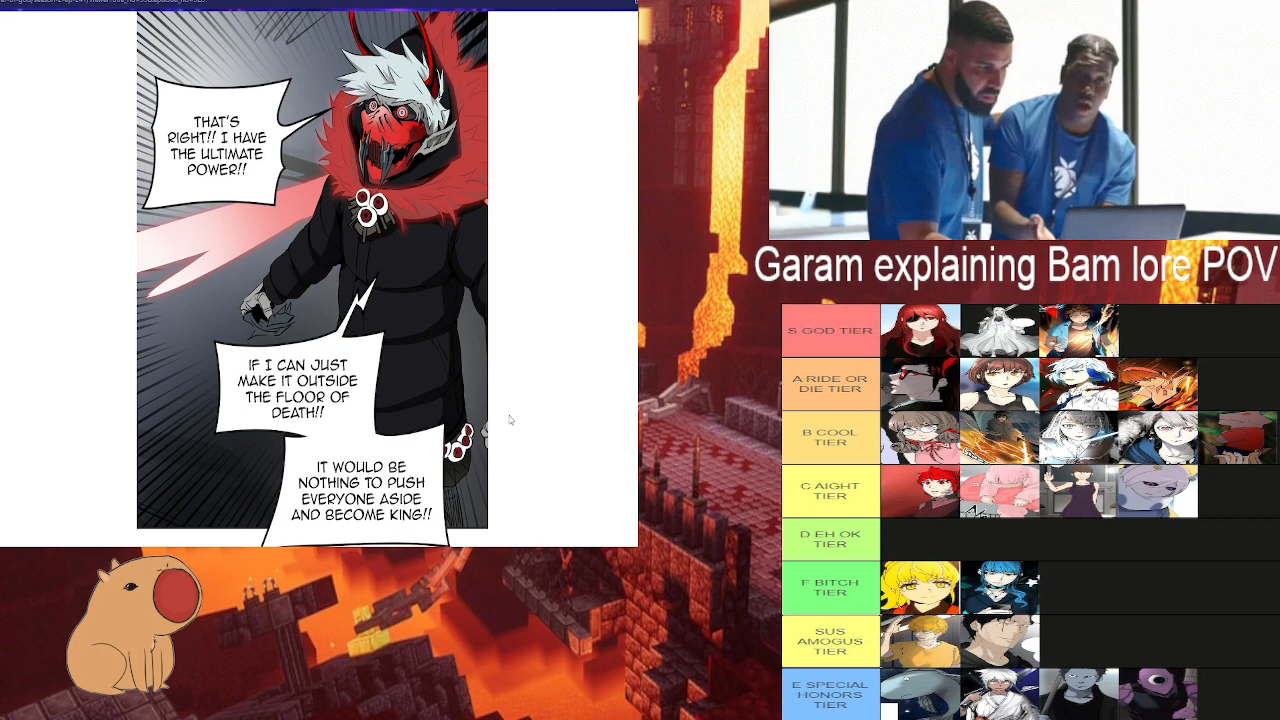 THAT'S
RIGHT!! I HAVE
THE ULTIMATE
POWER!!
IF I CAN JUST
MAKE IT OUTSIDE
THE FLOOR OF
DEATH!!
IT WOULD BE
NOTHING TO PUSH
EVERYONE ASIDE
AND BECOME KING!!
Garam explaining Bam lore POV
S GOD TIER
A RIDE OR
DIE TIER
B COOL
TIER
C AIGHT
TIER
D EH OK
TIER
F BITCH
TIER
SUS
AMOGUS
TIER
E SPECIAL
HONORS
TIER